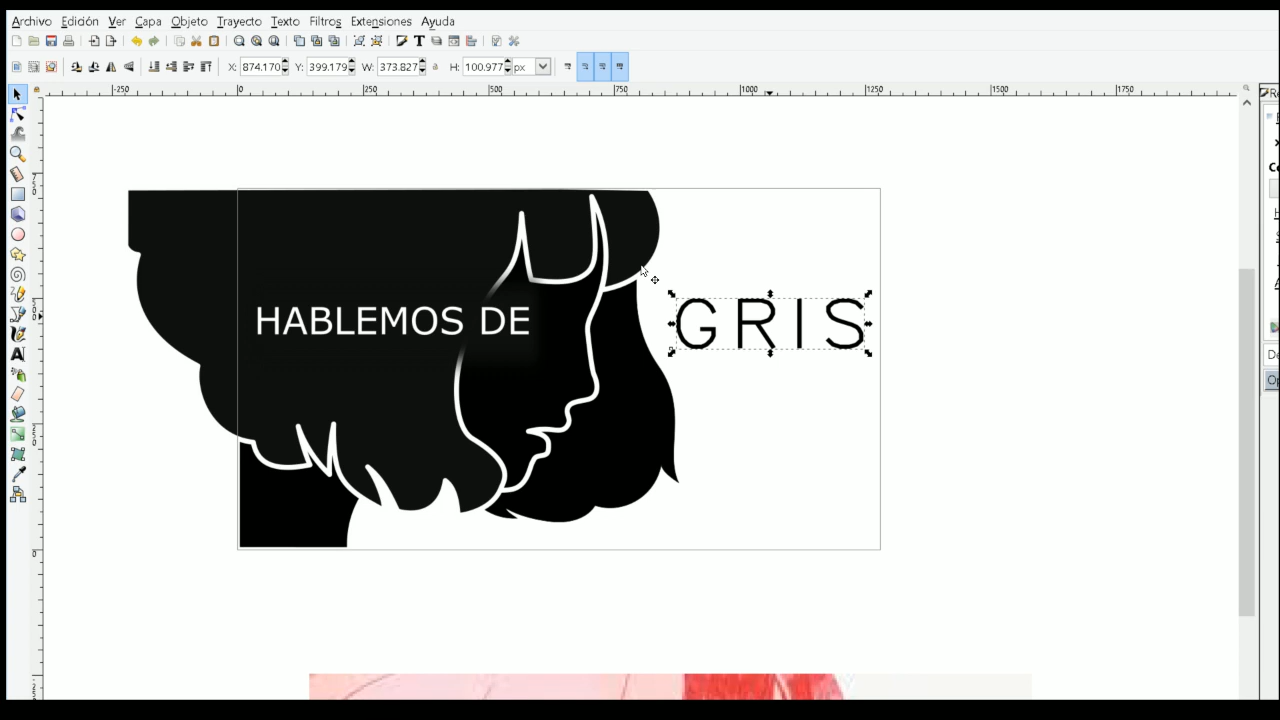 Archivo Edición Ver Capa Objeto Trayecto Texto Filtros Extensiones Ayuda
X: 874.170 Y: 399.179 W: 373.827 H: 100.977 px
-250 0 250 500 750 1000 1250 1500 1750
HABLEMOS DE
GRIS